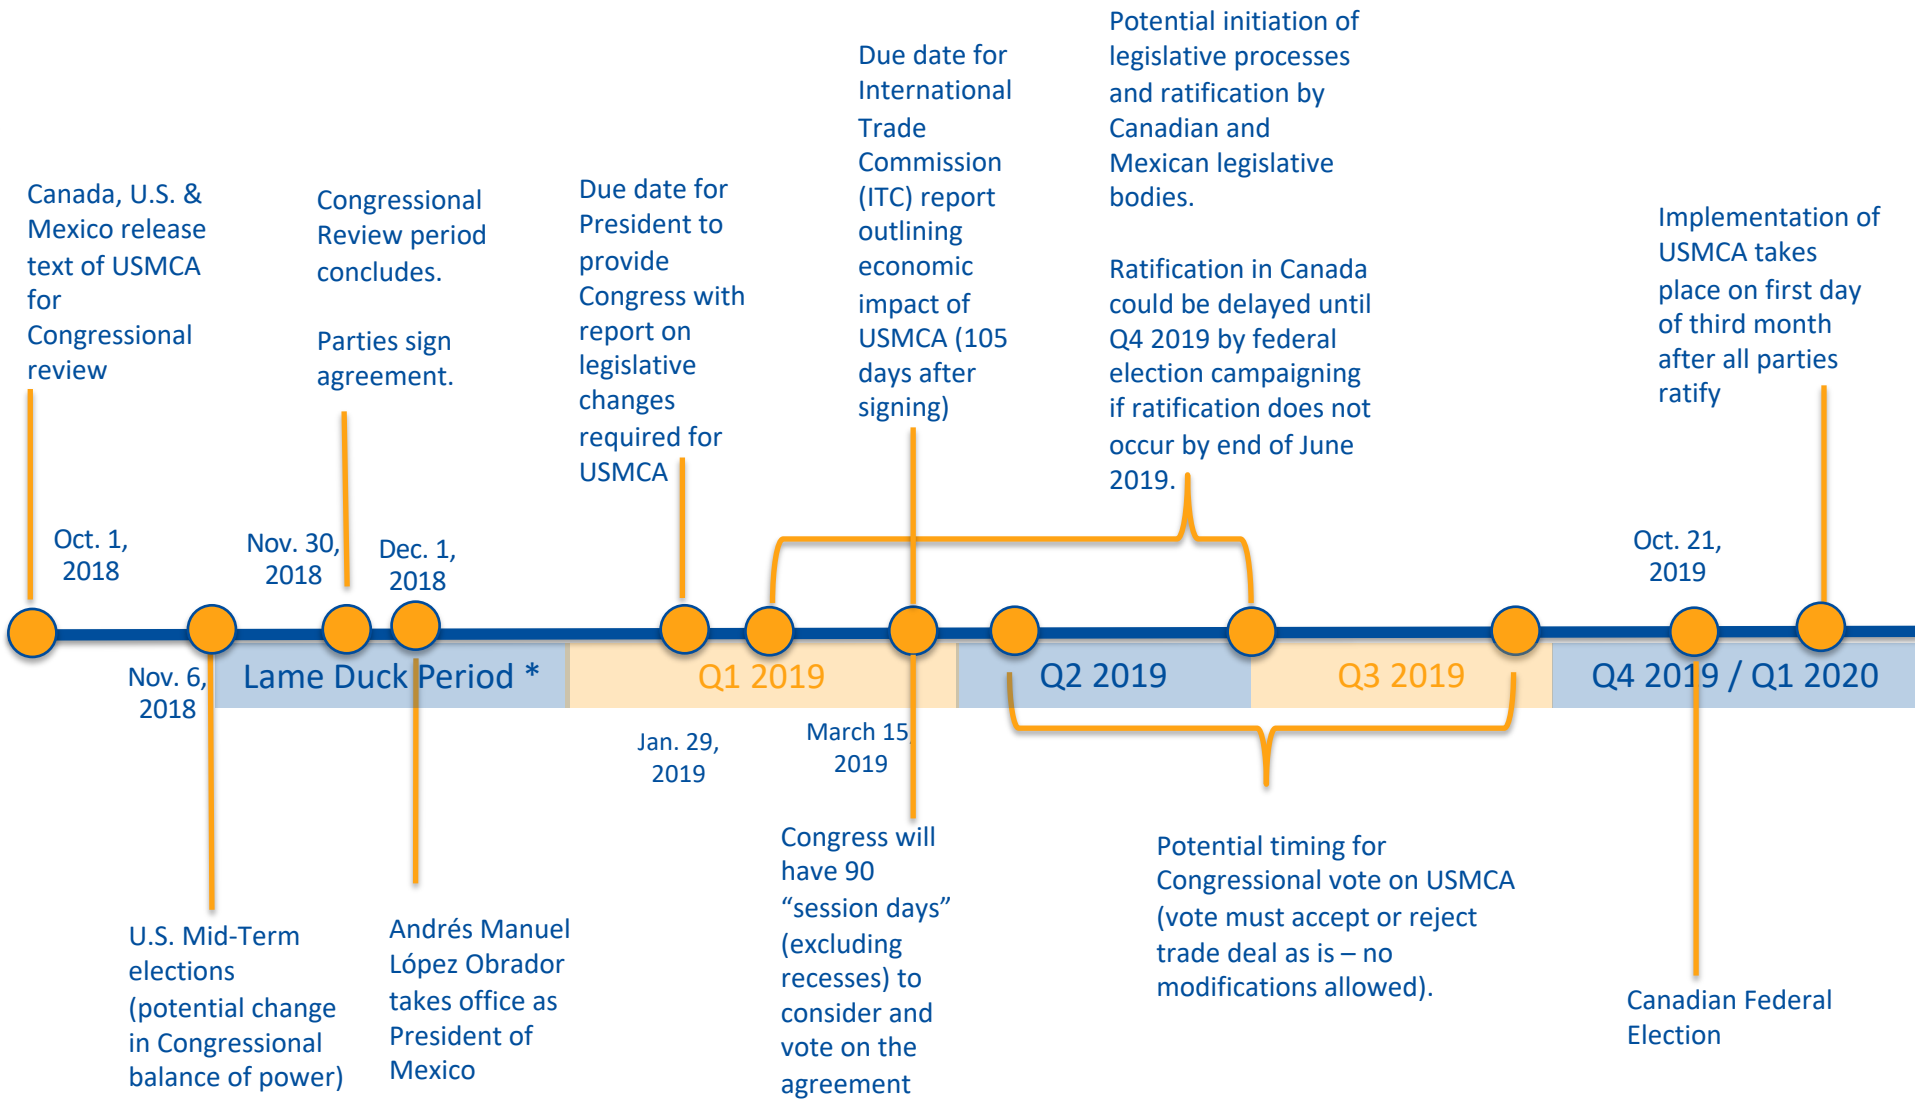 Canada, U.S. &
Mexico release
text of USMCA
for
Congressional
review
Congressional
Review period
concludes.
Parties sign
agreement.
Due date for
President to
provide
Congress with
report on
legislative
changes
required for
USMCA
Due date for
International
Trade
Commission
(ITC) report
outlining
economic
impact of
USMCA (105
days after
signing)
Potential initiation of
legislative processes
and ratification by
Canadian and
Mexican legislative
bodies.
Ratification in Canada
could be delayed until
Q4 2019 by federal
election campaigning
if ratification does not
occur by end of June
2019.
Implementation of
USMCA takes
place on first day
of third month
after all parties
ratify
Oct. 1,
2018
Nov. 30,
2018
Dec. 1,
2018
Oct. 21,
2019
Nov. 6,
2018
Lame Duck Period *
Q1 2019
Q2 2019
Q3 2019
Q4 2019 / Q1 2020
Jan. 29,
2019
March 15,
2019
U.S. Mid-Term
elections
(potential change
in Congressional
balance of power)
Andrés Manuel
López Obrador
takes office as
President of
Mexico
Congress will
have 90
“session days”
(excluding
recesses) to
consider and
vote on the
agreement
Potential timing for
Congressional vote on USMCA
(vote must accept or reject
trade deal as is – no
modifications allowed).
Canadian Federal
Election